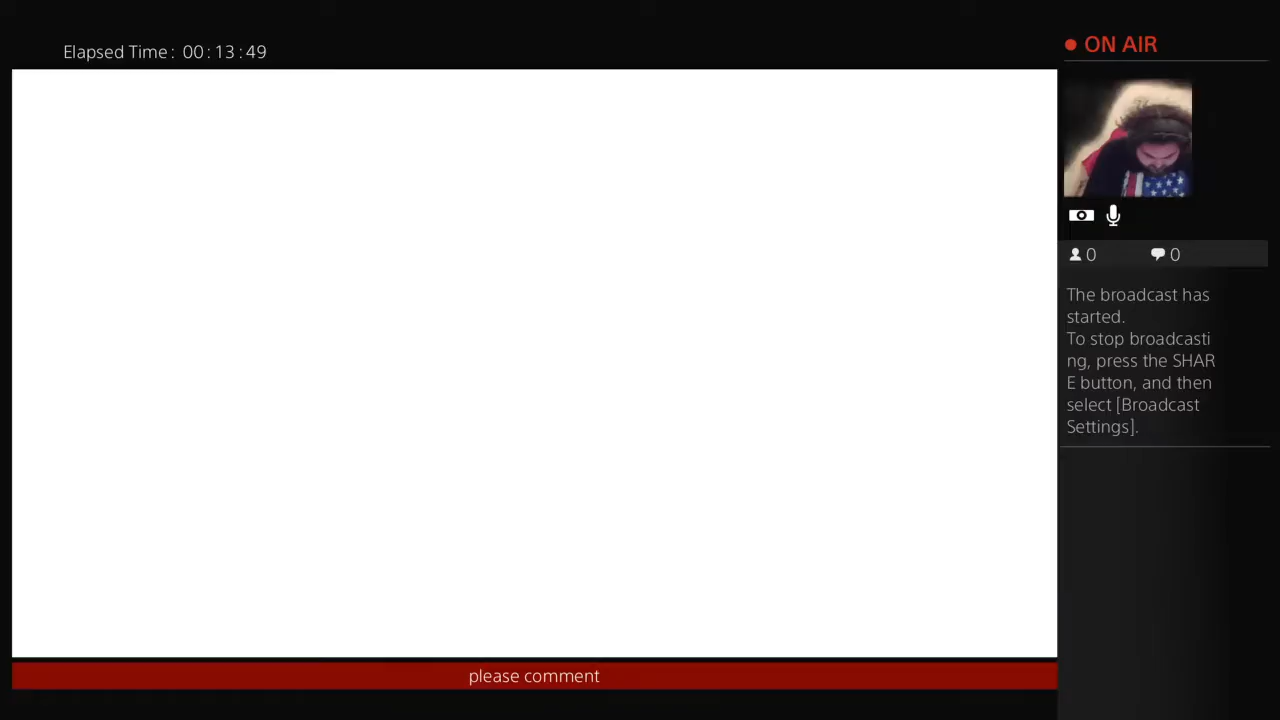 Elapsed Time: 00:13:49
ON AIR
0 0
The broadcast has
started.
To stop broadcasti
ng, press the SHAR
E button, and then
select [Broadcast
Settings].
please comment